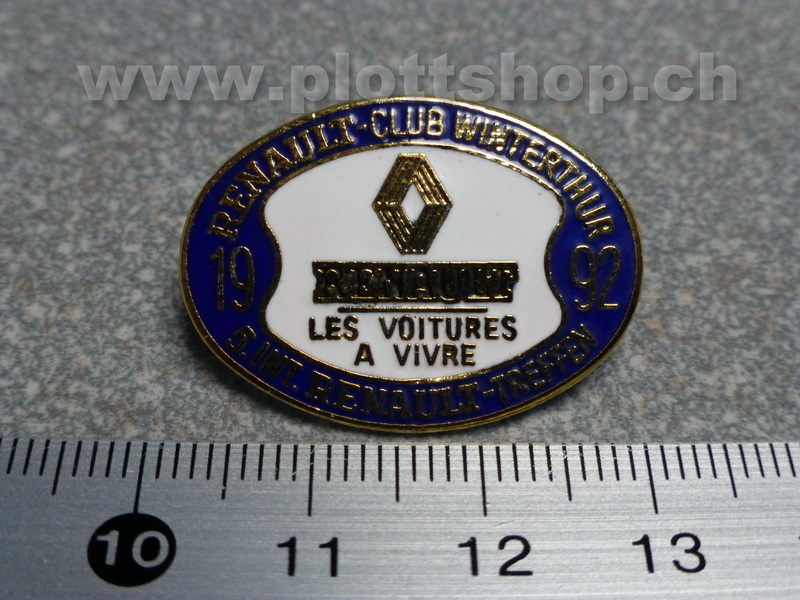 www.plottshop.ch
RENAULT-CLUB WINTERTHUR
19 92
RENAULT
LES VOITURES
A VIVRE
5. INT. RENAULT-TREFFEN
10 11 12 13